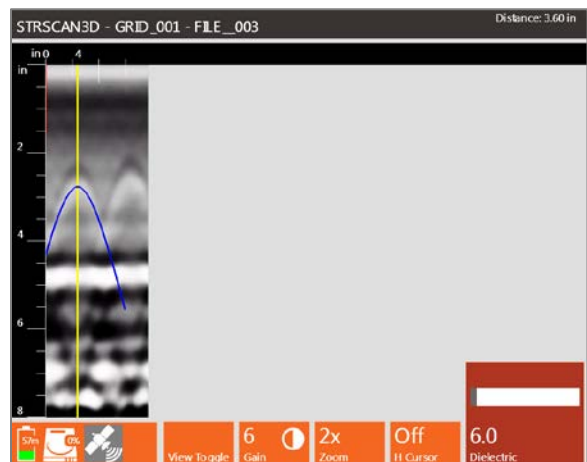 STRSCAN3D - GRID_001 - FILE__003
Distance: 3.60 in
in 0 4
in
2
4
6
8
57m
0%
View Toggle
6
Gain
2x
Zoom
Off
H Cursor
6.0
Dielectric